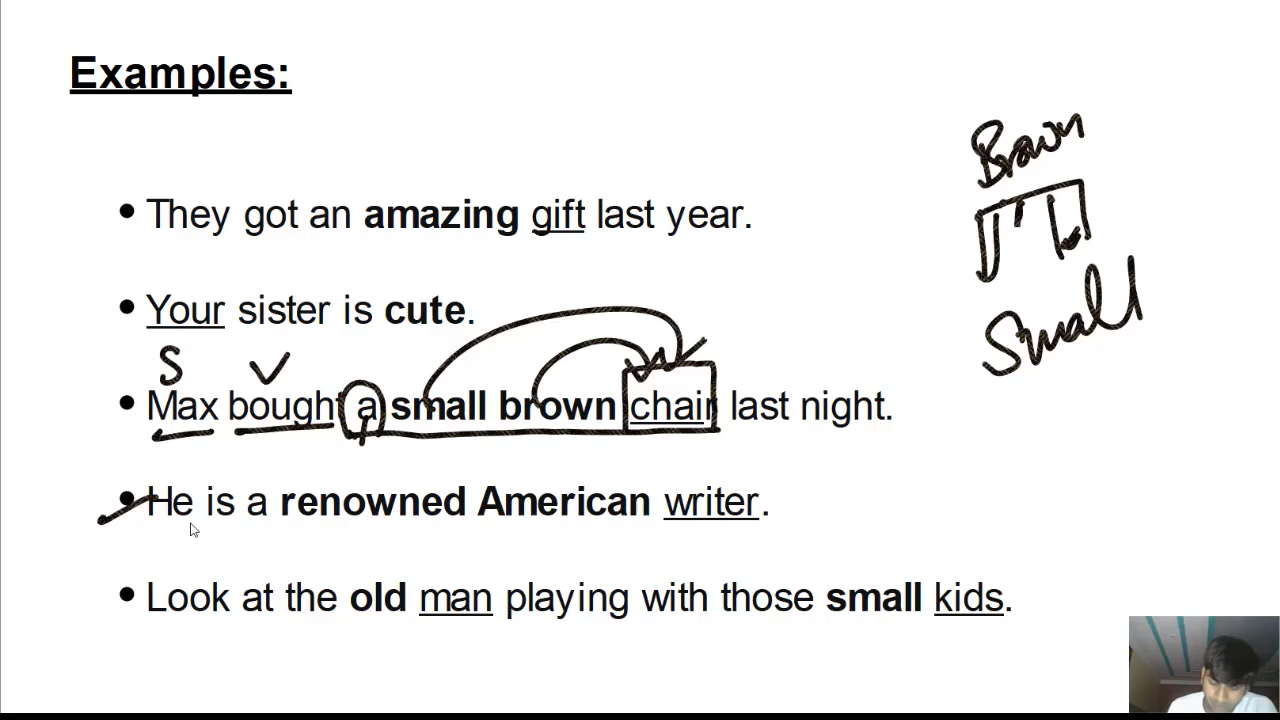 Examples:
Brown
• They got an amazing gift last year.
Small
• Your sister is cute.
S V
• Max bought a small brown chair last night.
• He is a renowned American writer.
• Look at the old man playing with those small kids.